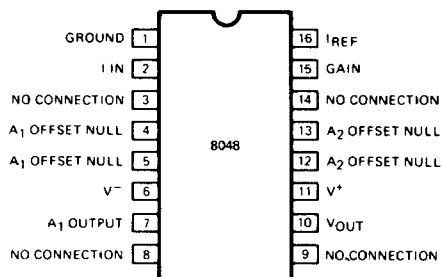 GROUND 1
I IN 2
NO CONNECTION 3
A1 OFFSET NULL 4
A1 OFFSET NULL 5
V− 6
A1 OUTPUT 7
NO CONNECTION 8
8048
16 IREF
15 GAIN
14 NO CONNECTION
13 A2 OFFSET NULL
12 A2 OFFSET NULL
11 V+
10 VOUT
9 NO CONNECTION